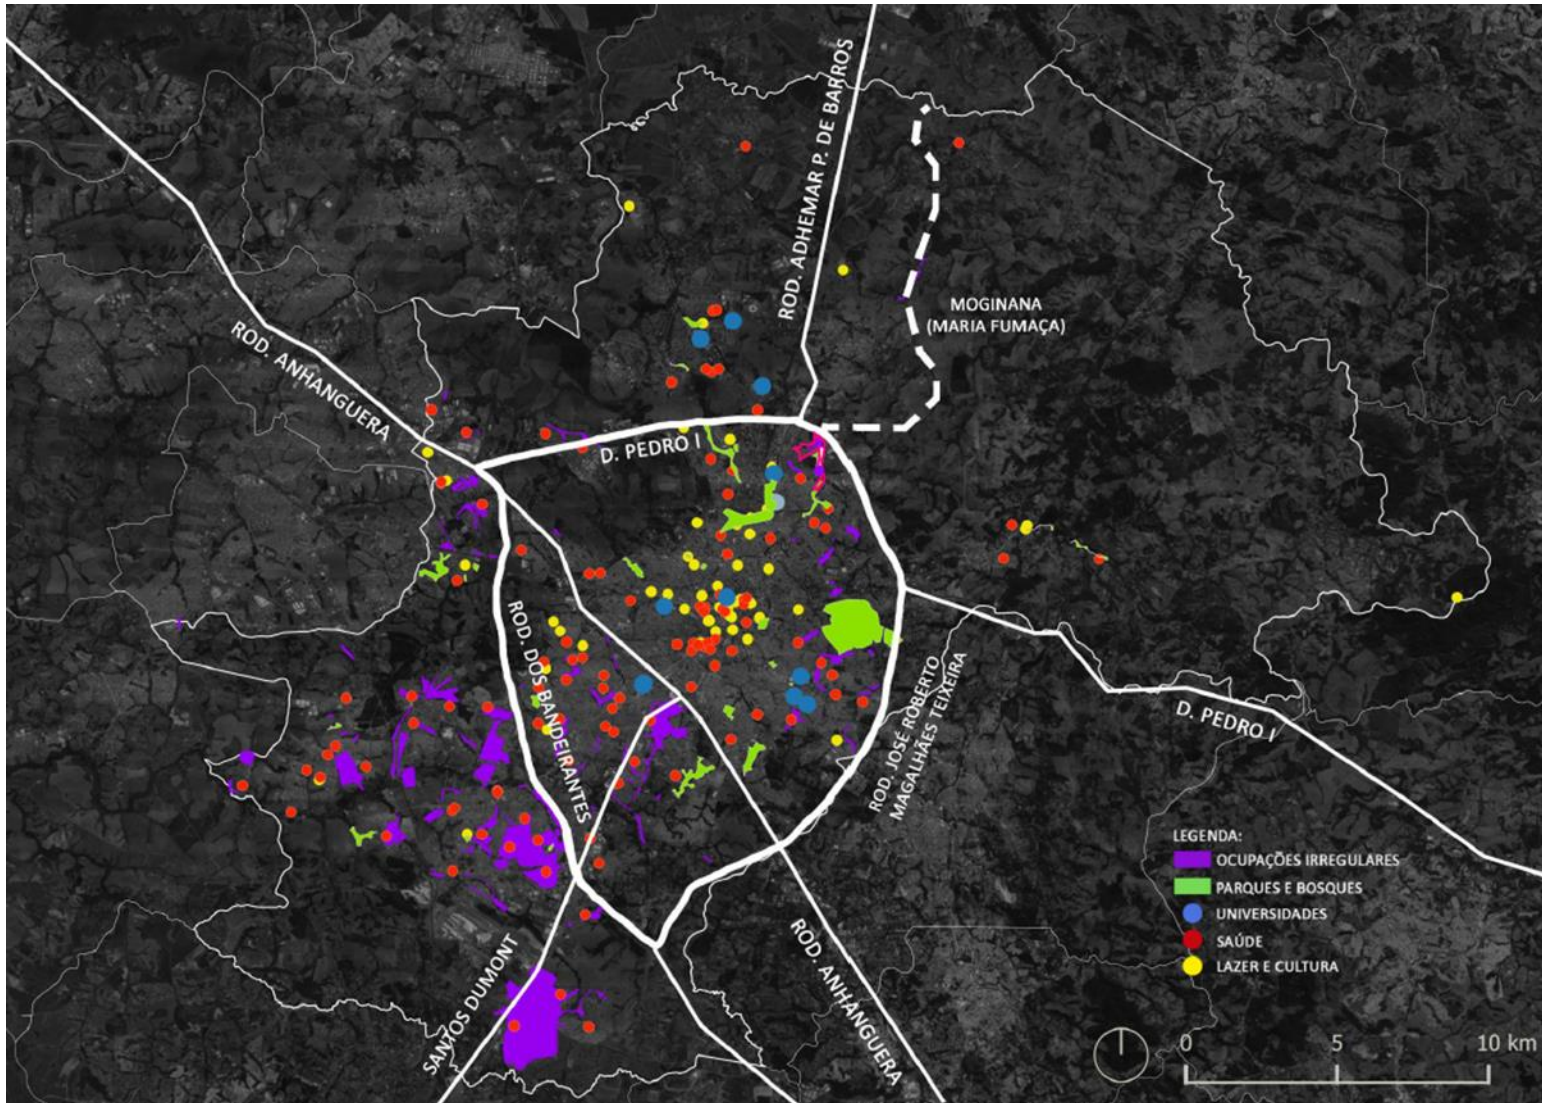 ROD. ADHEMAR P. DE BARROS
MOGINANA
(MARIA FUMAÇA)
ROD. ANHANGUERA
D. PEDRO I
ROD. DOS BANDEIRANTES
ROD. JOSÉ ROBERTO
MAGALHÃES TEIXEIRA
D. PEDRO I
SANTOS DUMONT
ROD. ANHANGUERA
LEGENDA:
OCUPAÇÕES IRREGULARES
PARQUES E BOSQUES
UNIVERSIDADES
SAÚDE
LAZER E CULTURA
0 5 10 km